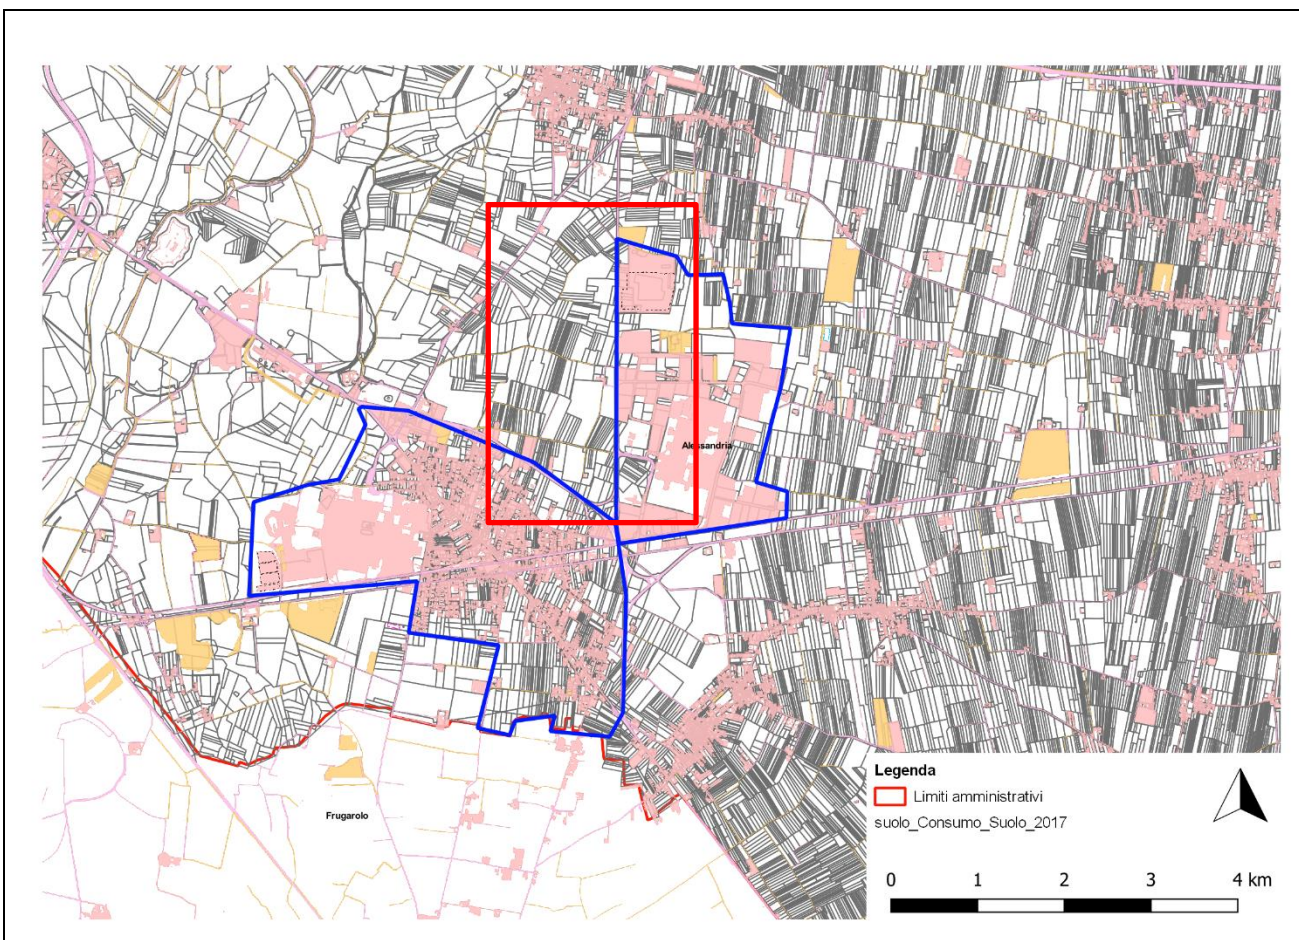 Alessandria
Frugarolo
Legenda
Limiti amministrativi
suolo_Consumo_Suolo_2017
0 1 2 3 4 km